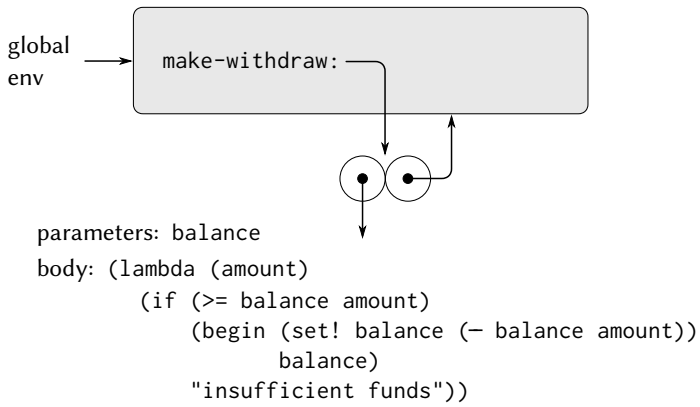 global
env
make-withdraw:
parameters: balance
body: (lambda (amount)
(if (>= balance amount)
(begin (set! balance (— balance amount))
balance)
"insufficient funds"))